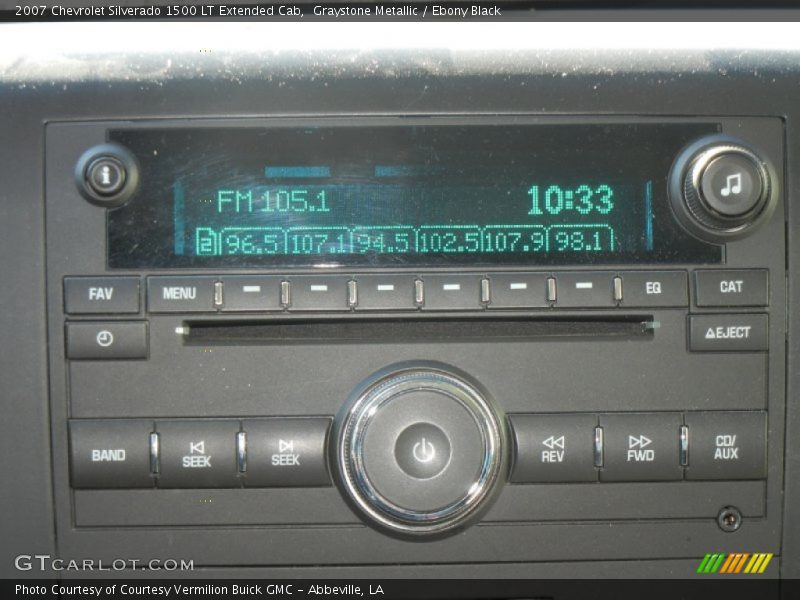 2007 Chevrolet Silverado 1500 LT Extended Cab,  Graystone Metallic / Ebony Black
i
FM 105.1 10:33
2 96.5 107.1 94.5 102.5 107.9 98.1
FAV MENU EQ CAT
EJECT
BAND SEEK SEEK REV FWD CD/ AUX
GTCARLOT.COM
Photo Courtesy of Courtesy Vermilion Buick GMC - Abbeville, LA